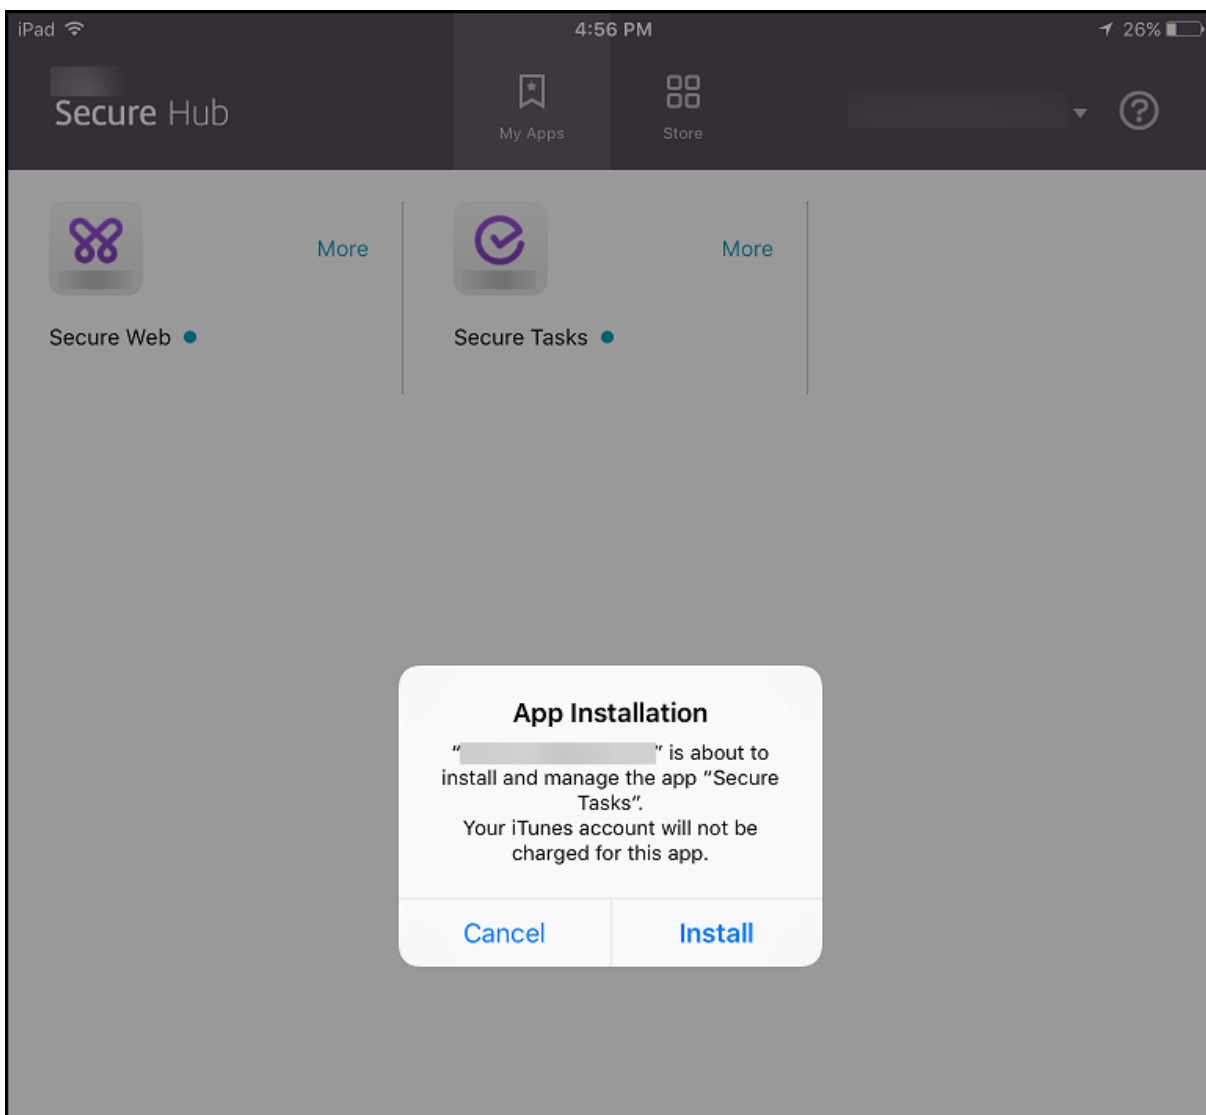 iPad 4:56 PM 26%
Secure Hub
My Apps Store
More More
Secure Web Secure Tasks
App Installation
“ ” is about to
install and manage the app “Secure
Tasks”.
Your iTunes account will not be
charged for this app.
Cancel Install